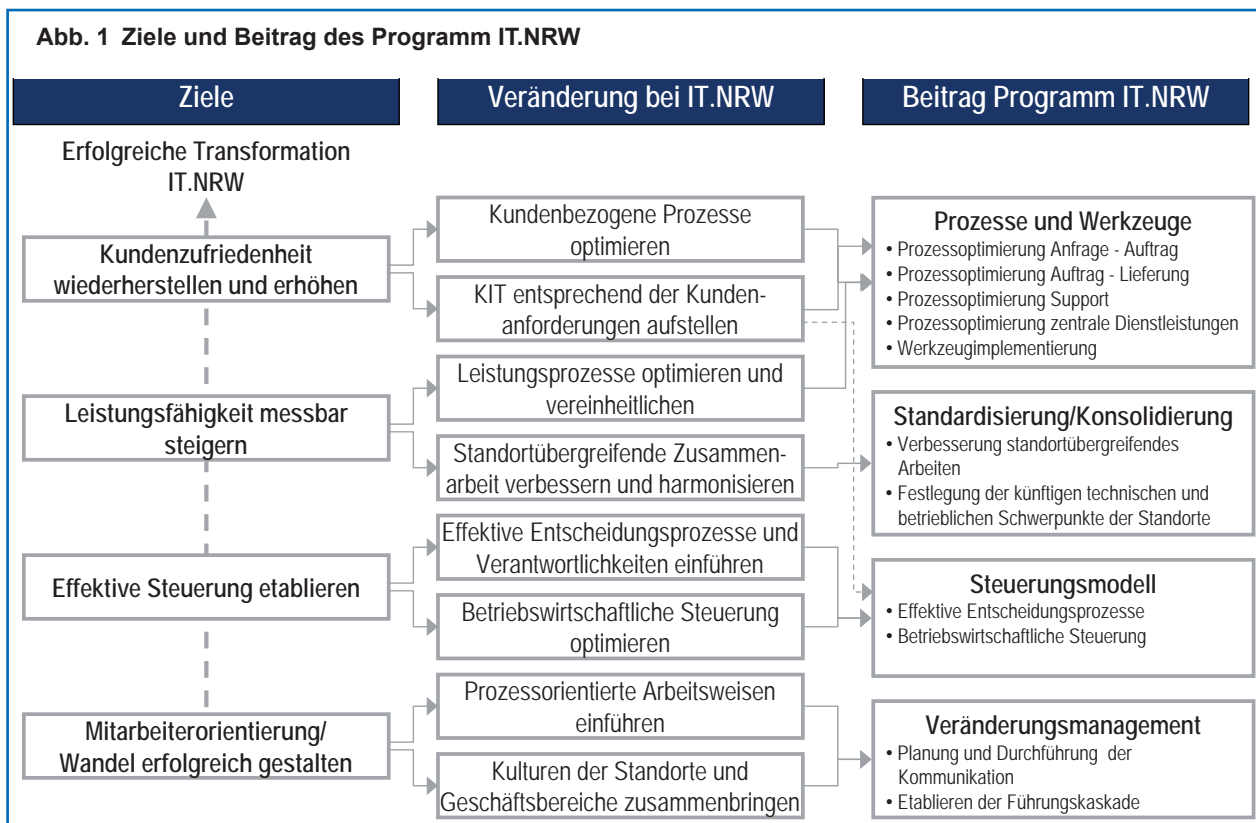 Abb. 1 Ziele und Beitrag des Programm IT.NRW
Ziele
Erfolgreiche Transformation
IT.NRW
Kundenzufriedenheit
wiederherstellen und erhöhen
Leistungsfähigkeit messbar
steigern
Effektive Steuerung etablieren
Mitarbeiterorientierung/
Wandel erfolgreich gestalten
Veränderung bei IT.NRW
Kundenbezogene Prozesse
optimieren
KIT entsprechend der Kunden-
anforderungen aufstellen
Leistungsprozesse optimieren und
vereinheitlichen
Standortübergreifende Zusammen-
arbeit verbessern und harmonisieren
Effektive Entscheidungsprozesse und
Verantwortlichkeiten einführen
Betriebswirtschaftliche Steuerung
optimieren
Prozessorientierte Arbeitsweisen
einführen
Kulturen der Standorte und
Geschäftsbereiche zusammenbringen
Beitrag Programm IT.NRW
Prozesse und Werkzeuge
• Prozessoptimierung Anfrage - Auftrag
• Prozessoptimierung Auftrag - Lieferung
• Prozessoptimierung Support
• Prozessoptimierung zentrale Dienstleistungen
• Werkzeugimplementierung
Standardisierung/Konsolidierung
• Verbesserung standortübergreifendes
Arbeiten
• Festlegung der künftigen technischen und
betrieblichen Schwerpunkte der Standorte
Steuerungsmodell
• Effektive Entscheidungsprozesse
• Betriebswirtschaftliche Steuerung
Veränderungsmanagement
• Planung und Durchführung der
Kommunikation
• Etablieren der Führungskaskade